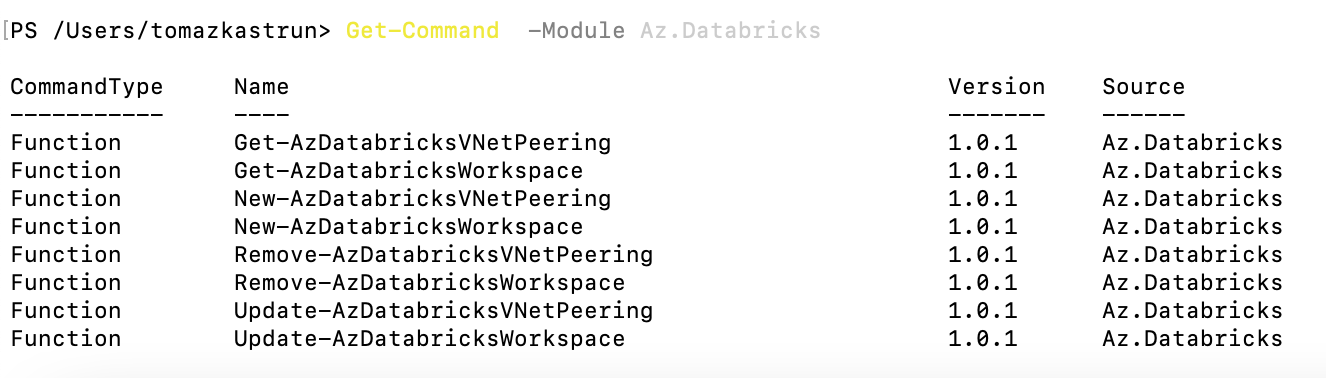 [PS /Users/tomazkastrun> Get-Command  -Module Az.Databricks
CommandType     Name                                               Version    Source
-----------     ----                                               -------    ------
Function        Get-AzDatabricksVNetPeering                        1.0.1      Az.Databricks
Function        Get-AzDatabricksWorkspace                          1.0.1      Az.Databricks
Function        New-AzDatabricksVNetPeering                        1.0.1      Az.Databricks
Function        New-AzDatabricksWorkspace                          1.0.1      Az.Databricks
Function        Remove-AzDatabricksVNetPeering                     1.0.1      Az.Databricks
Function        Remove-AzDatabricksWorkspace                       1.0.1      Az.Databricks
Function        Update-AzDatabricksVNetPeering                     1.0.1      Az.Databricks
Function        Update-AzDatabricksWorkspace                       1.0.1      Az.Databricks